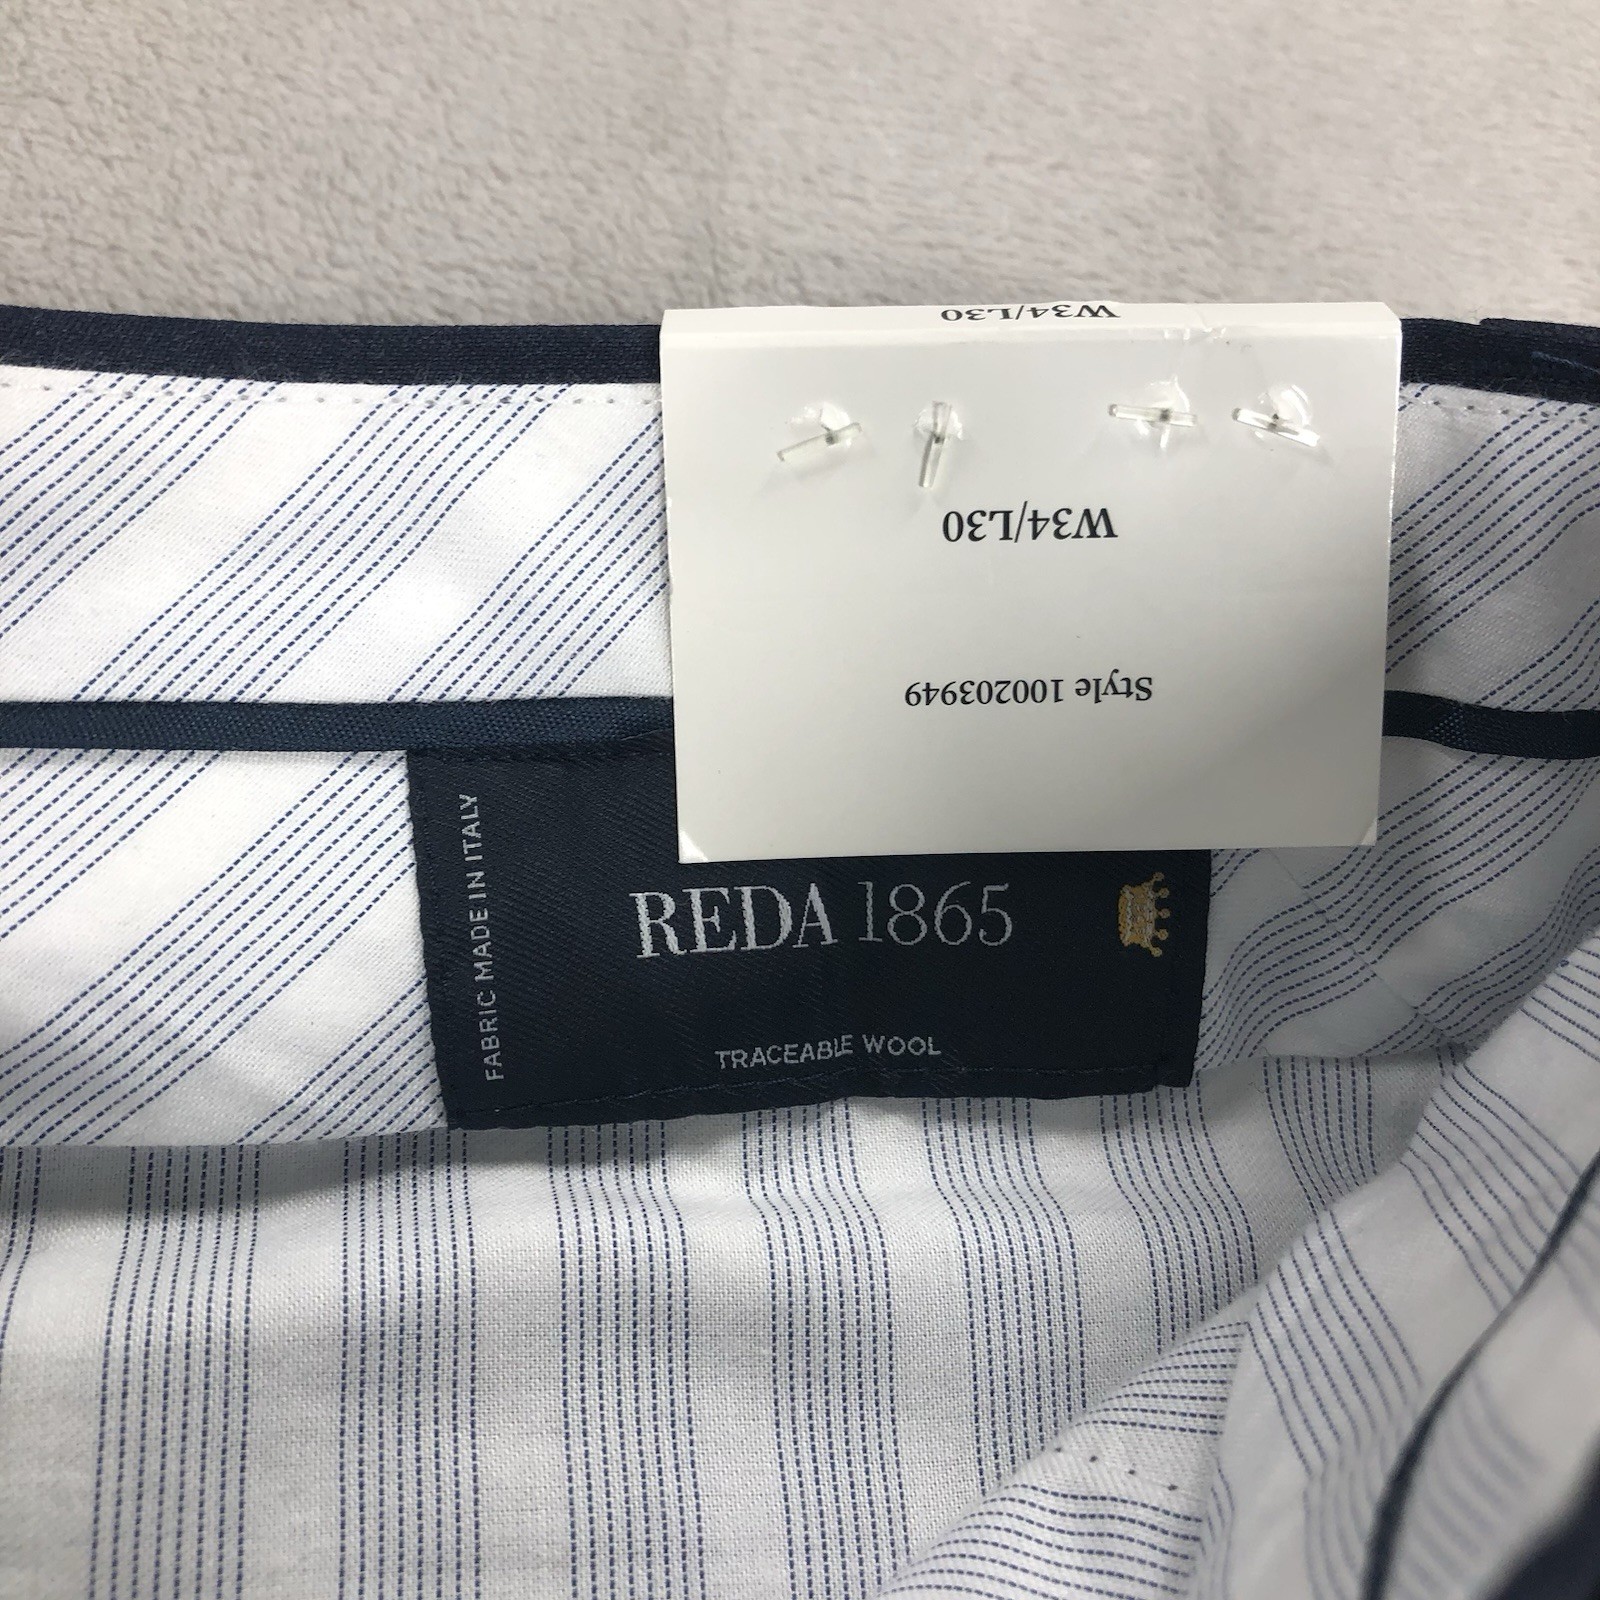 W34/L30
W34/L30
Style 100203949
FABRIC MADE IN ITALY
REDA 1865
TRACEABLE WOOL